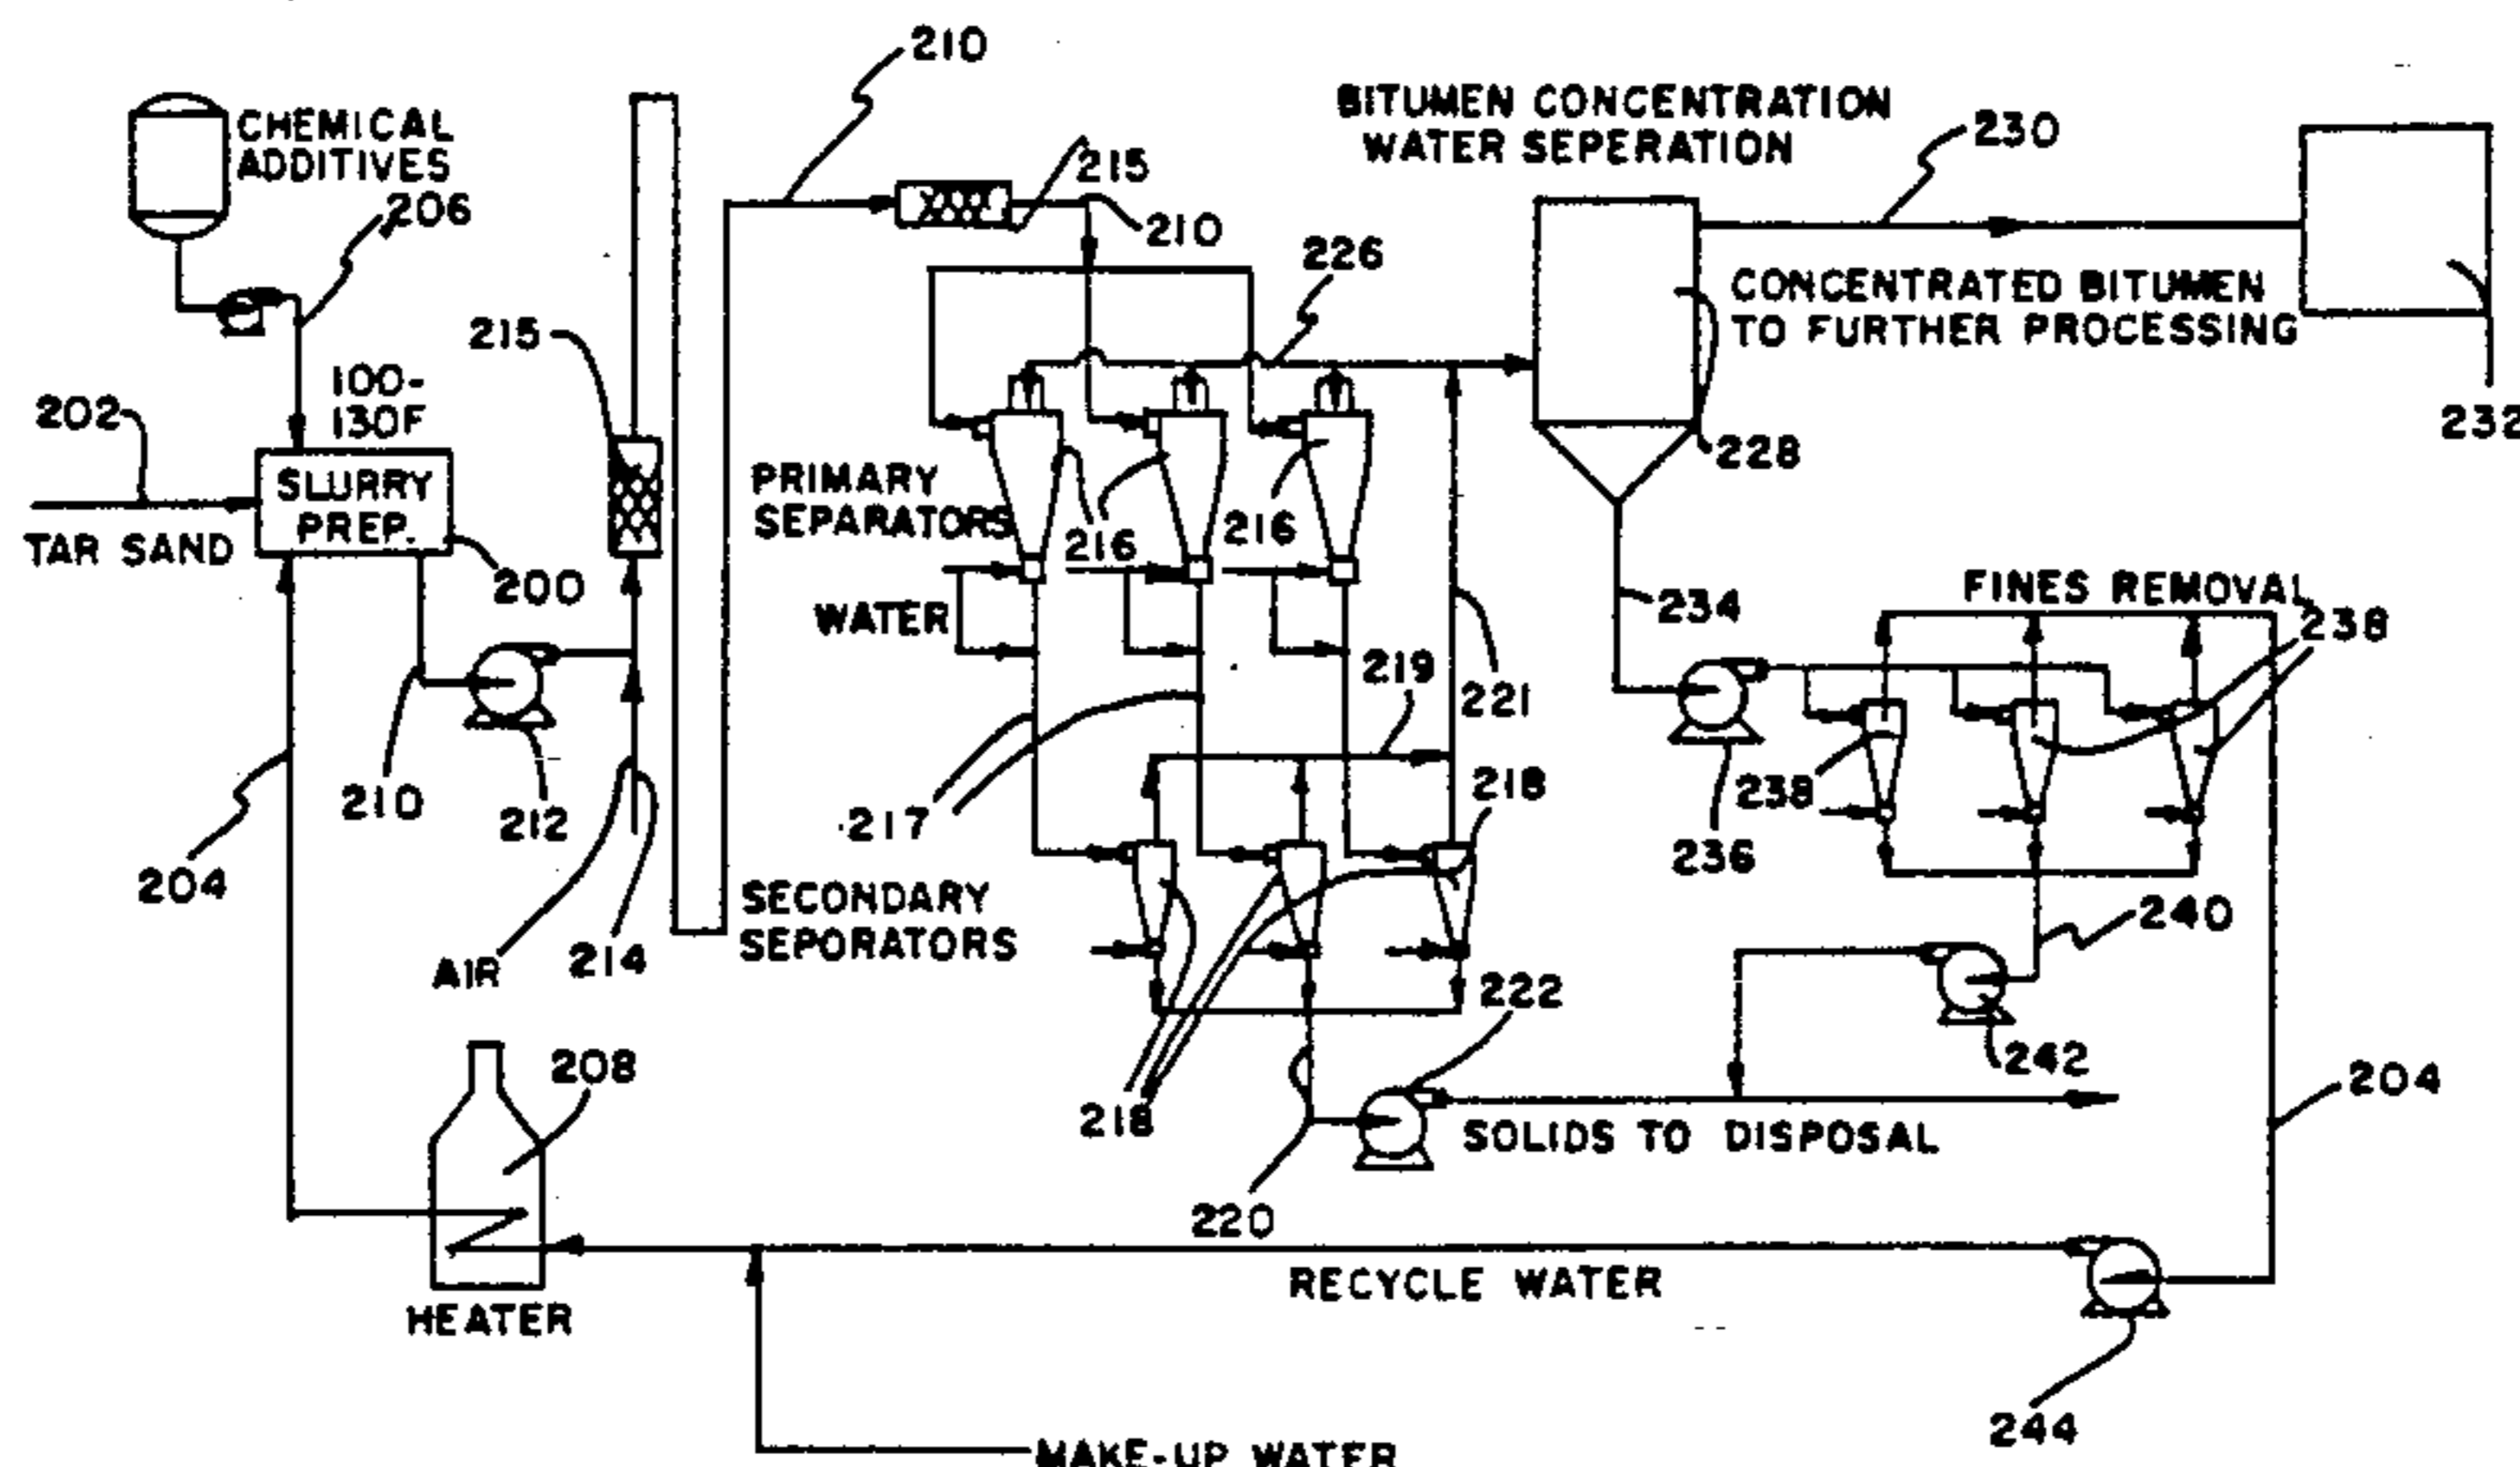 210
CHEMICAL
ADDITIVES
206
BITUMEN CONCENTRATION
WATER SEPERATION
230
215
210
226
215
100-
130F
202
SLURRY
PREP.
TAR SAND
200
CONCENTRATED BITUMEN
TO FURTHER PROCESSING
232
228
PRIMARY
SEPARATORS
216
216
WATER
234
FINES REMOVAL
238
219
221
210
212
217
218
238
236
204
SECONDARY
SEPORATORS
AIR
214
240
222
242
208
218
204
SOLIDS TO DISPOSAL
220
RECYCLE WATER
HEATER
244
MAKE-UP WATER